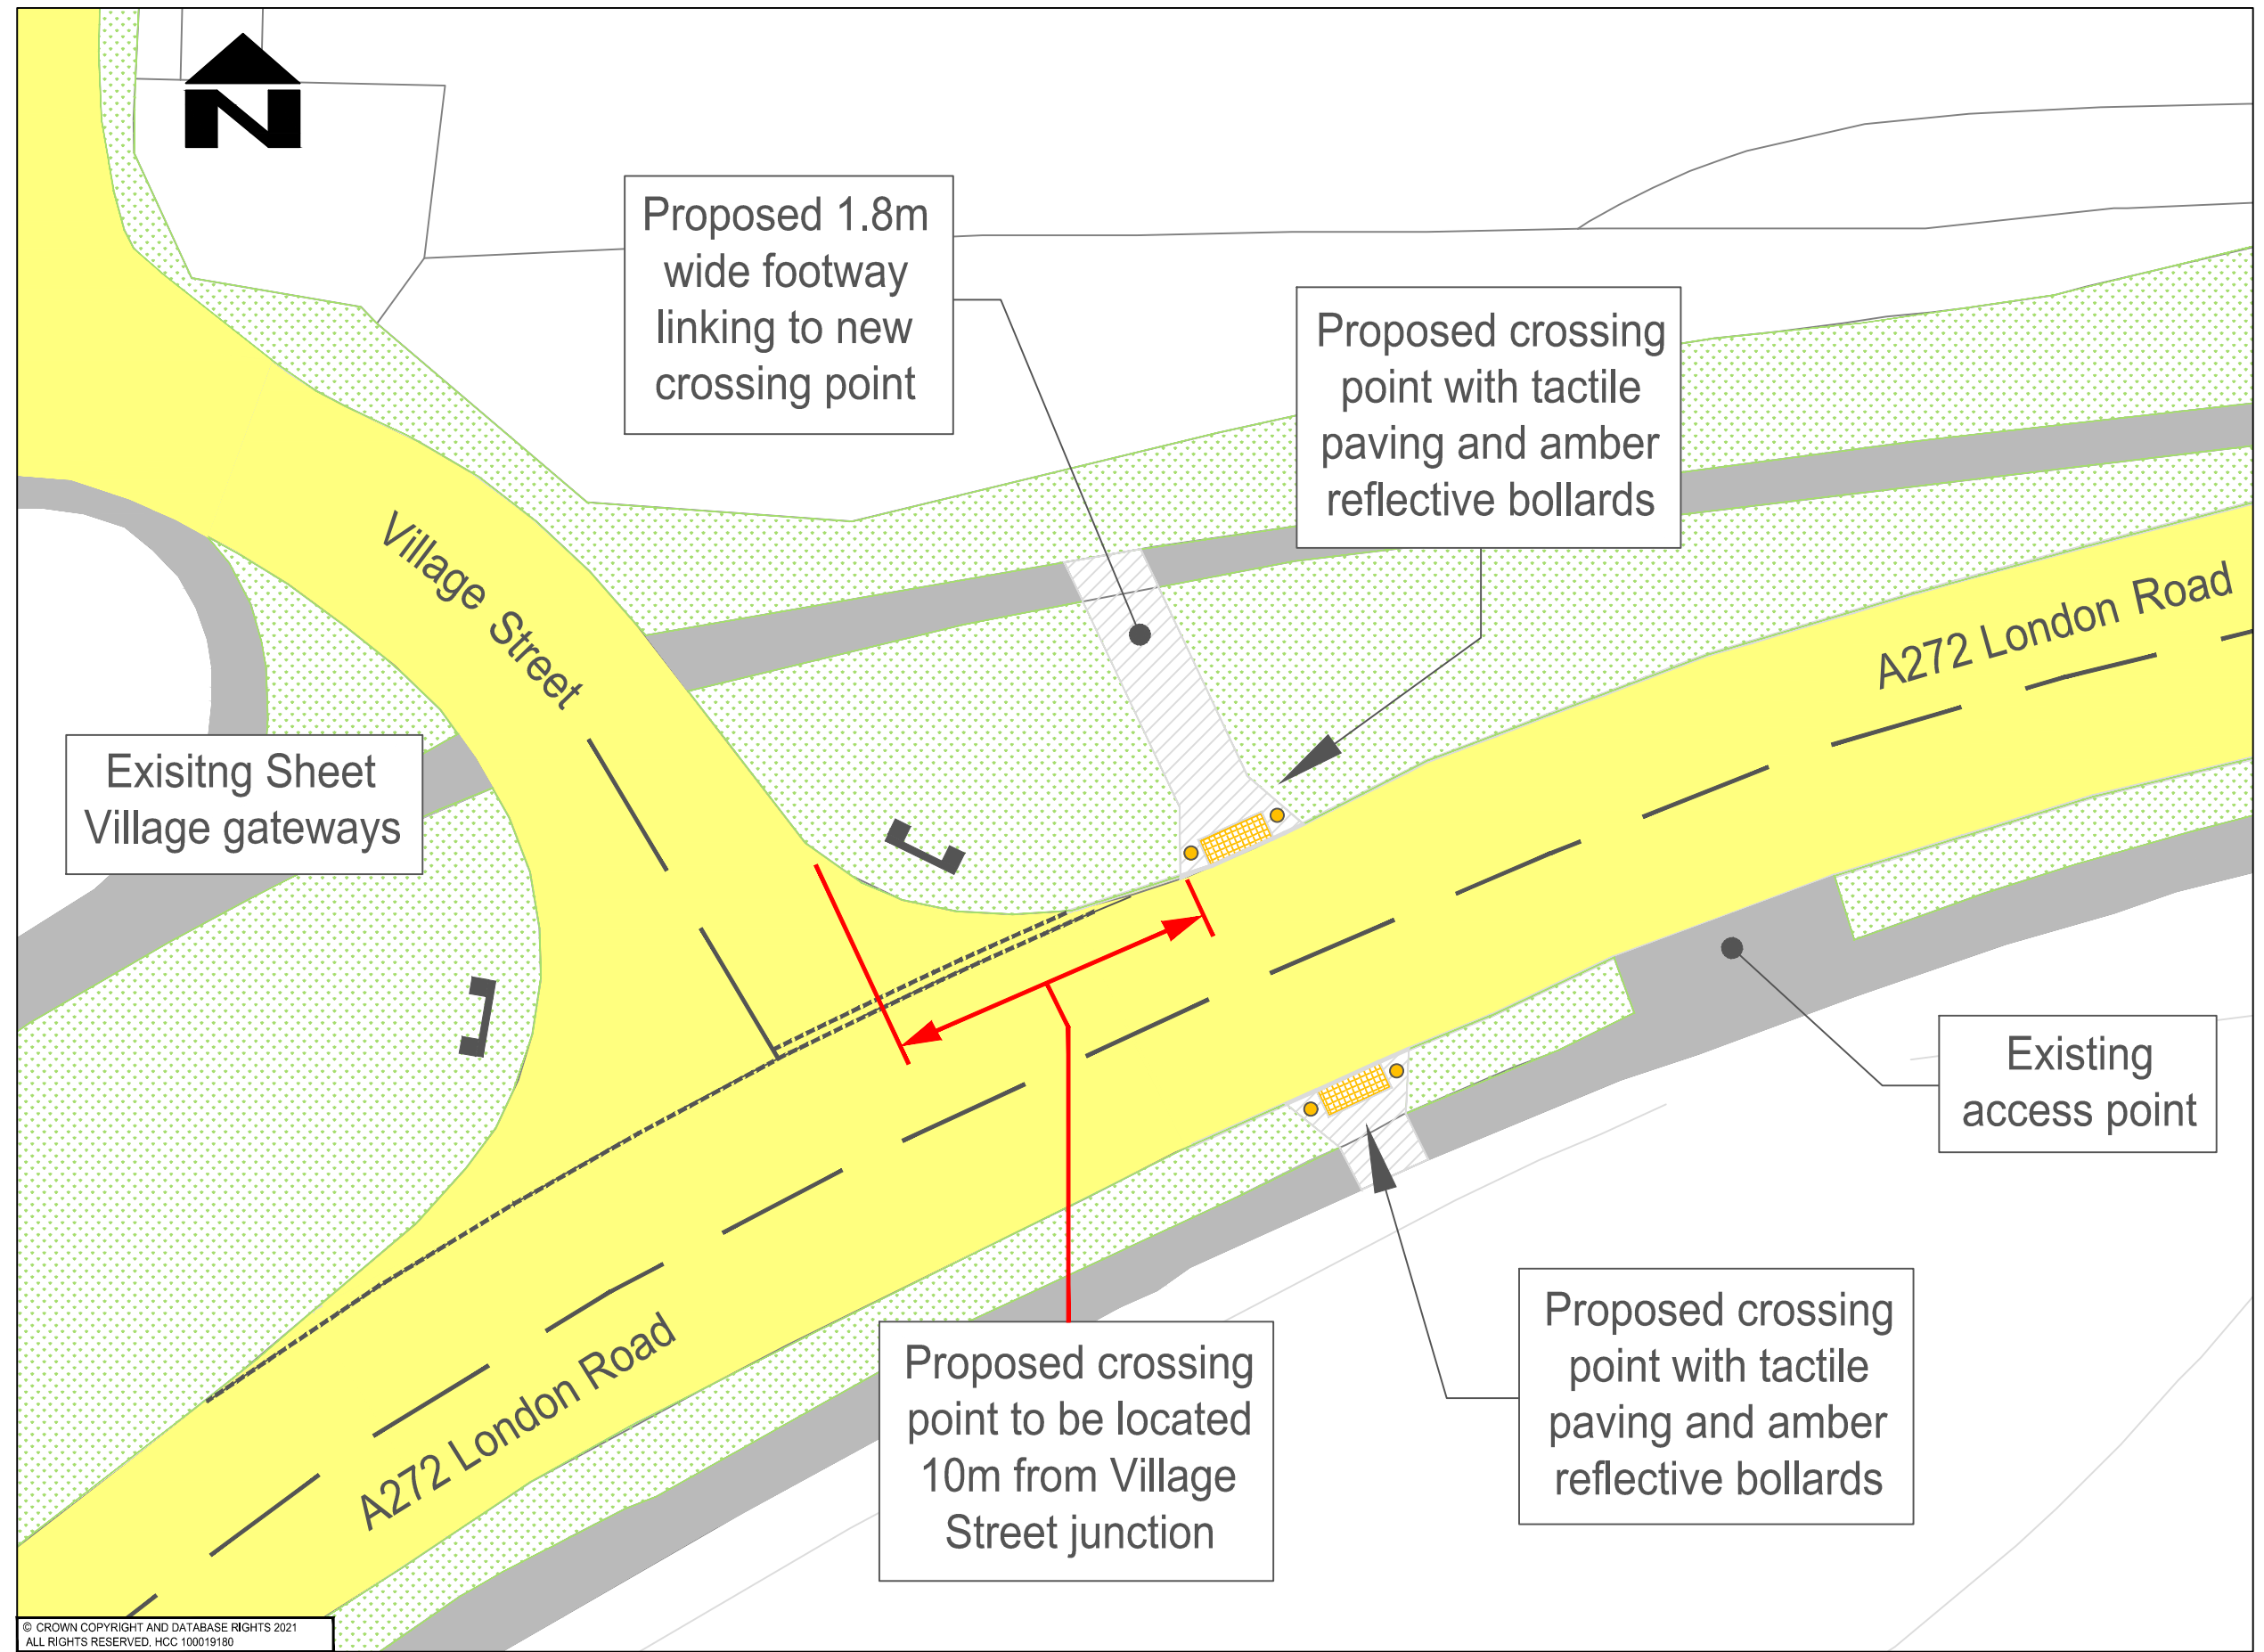 N
Proposed 1.8m
wide footway
linking to new
crossing point
Proposed crossing
point with tactile
paving and amber
reflective bollards
Village Street
A272 London Road
Exisitng Sheet
Village gateways
Existing
access point
Proposed crossing
point with tactile
paving and amber
reflective bollards
Proposed crossing
point to be located
10m from Village
Street junction
A272 London Road
© CROWN COPYRIGHT AND DATABASE RIGHTS 2021
ALL RIGHTS RESERVED, HCC 100019180